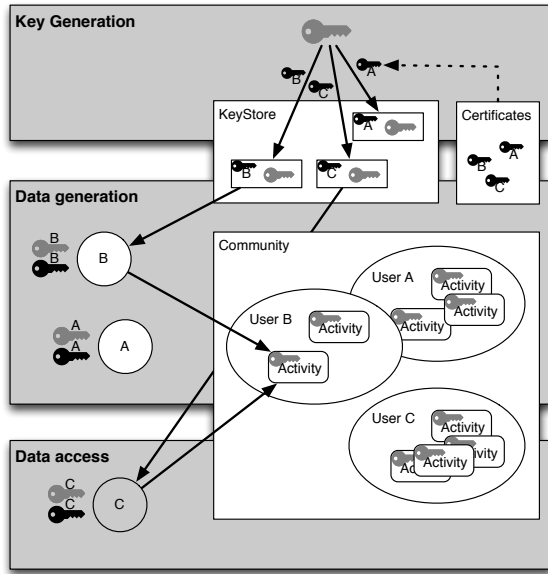 Key Generation
A
B
C
KeyStore
Certificates
A
A
B
B
C
C
Data generation
B
B
B
Community
User A
Activity
Activity
Activity
User B
Activity
Activity
A
A
A
User C
Activity
Activity
Acti
Activity
Data access
C
C
C